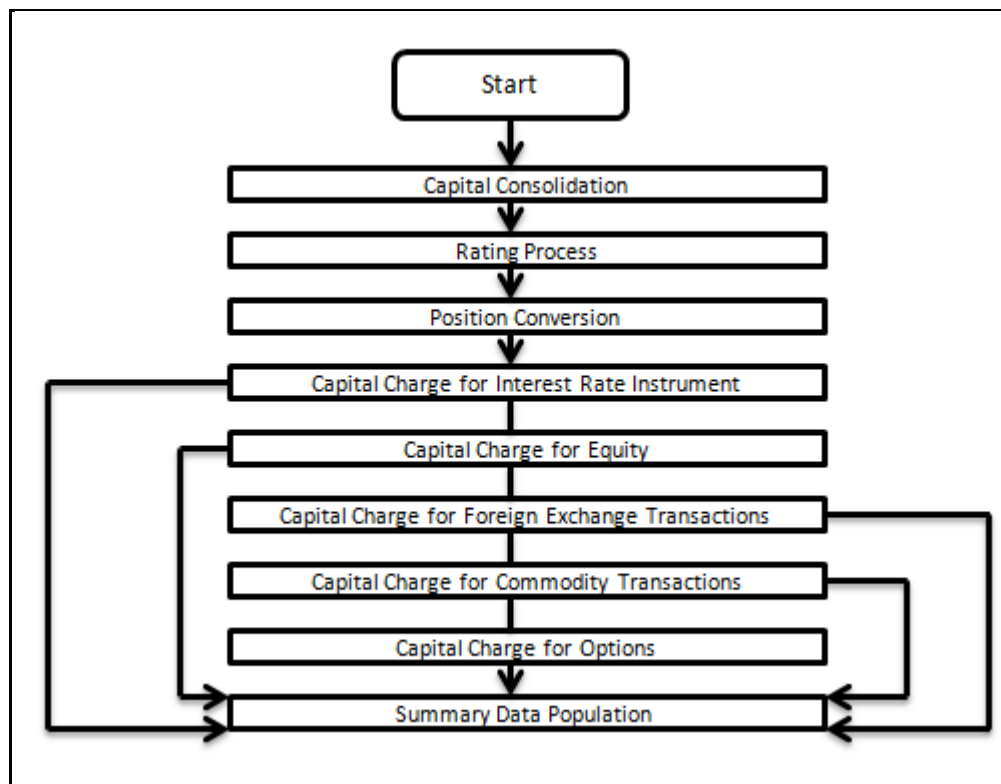 Start
Capital Consolidation
Rating Process
Position Conversion
Capital Charge for Interest Rate Instrument
Capital Charge for Equity
Capital Charge for Foreign Exchange Transactions
Capital Charge for Commodity Transactions
Capital Charge for Options
Summary Data Population